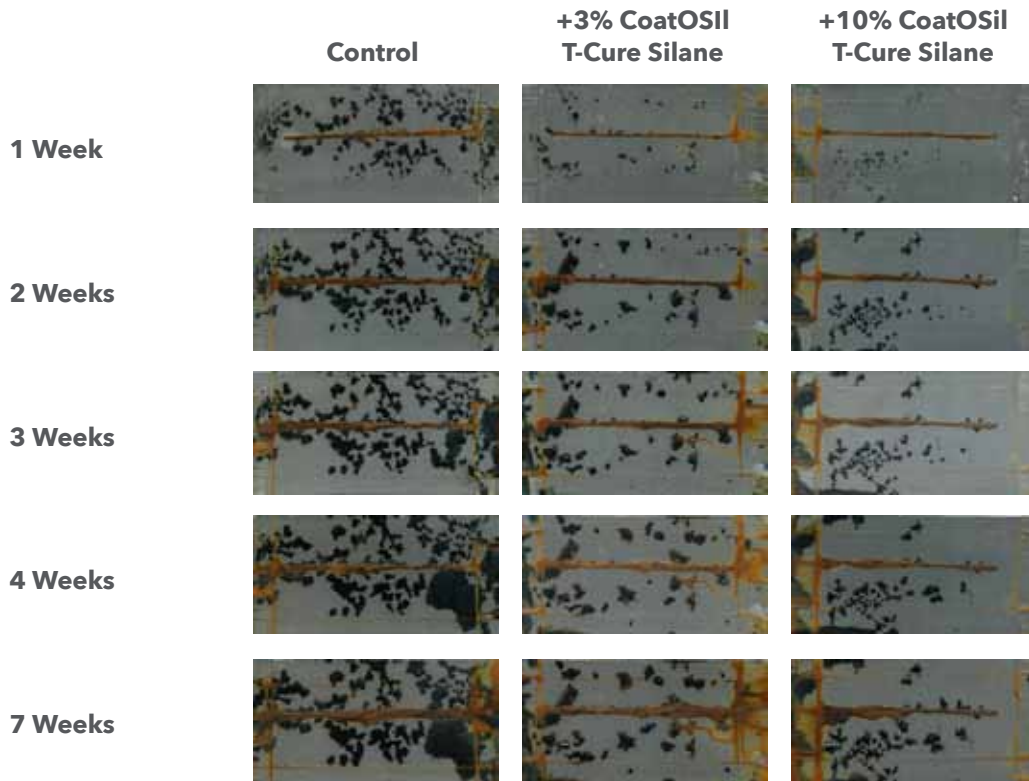 +3% CoatOSIl
T-Cure Silane
+10% CoatOSil
T-Cure Silane
Control
1 Week
2 Weeks
3 Weeks
4 Weeks
7 Weeks